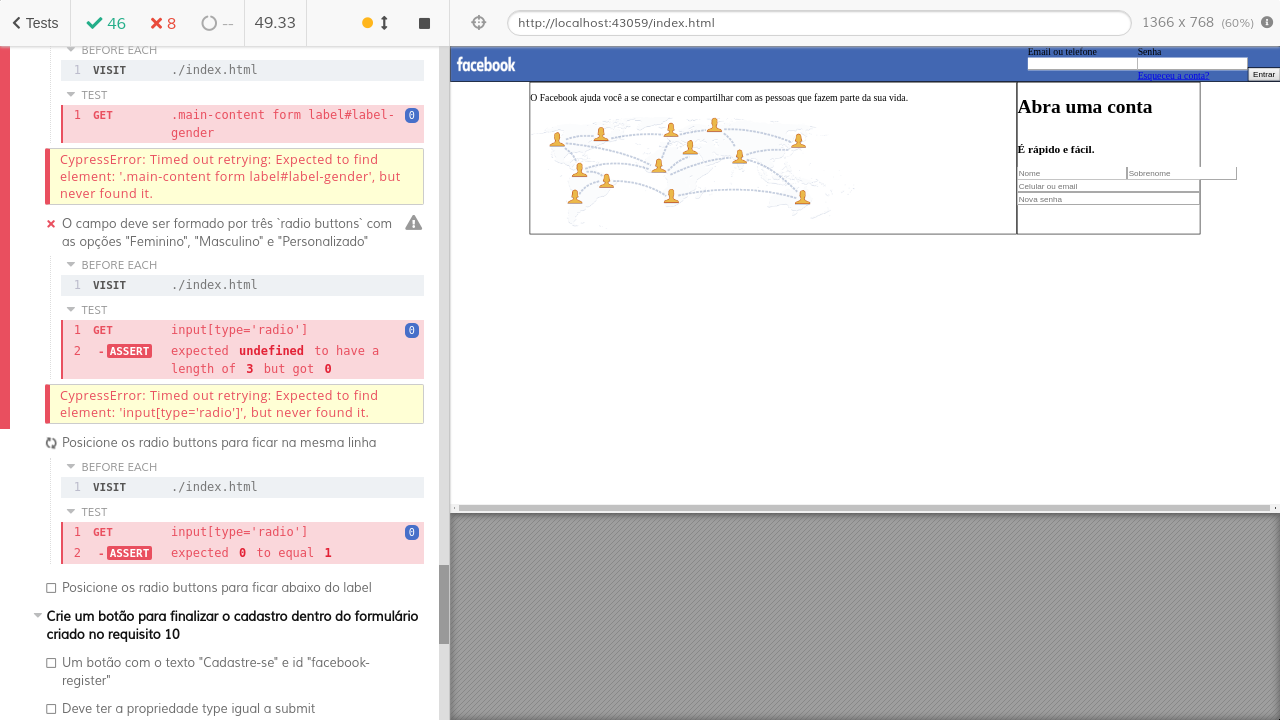 Tests
46
8
--
49.33
http://localhost:43059/index.html
1366 x 768 (60%)
BEFORE EACH
1 VISIT ./index.html
TEST
1 GET .main-content form label#label-
gender
0
CypressError: Timed out retrying: Expected to find
element: '.main-content form label#label-gender', but
never found it.
O campo deve ser formado por três `radio buttons` com
as opções "Feminino", "Masculino" e "Personalizado"
BEFORE EACH
1 VISIT ./index.html
TEST
1 GET input[type='radio'] 0
2 -ASSERT expected undefined to have a
length of 3 but got 0
CypressError: Timed out retrying: Expected to find
element: 'input[type='radio']', but never found it.
Posicione os radio buttons para ficar na mesma linha
BEFORE EACH
1 VISIT ./index.html
TEST
1 GET input[type='radio'] 0
2 -ASSERT expected 0 to equal 1
Posicione os radio buttons para ficar abaixo do label
Crie um botão para finalizar o cadastro dentro do formulário
criado no requisito 10
Um botão com o texto "Cadastre-se" e id "facebook-
register"
Deve ter a propriedade type igual a submit
facebook
Email ou telefone
Senha
Esqueceu a conta?
Entrar
O Facebook ajuda você a se conectar e compartilhar com as pessoas que fazem parte da sua vida.
Abra uma conta
É rápido e fácil.
Nome
Sobrenome
Celular ou email
Nova senha